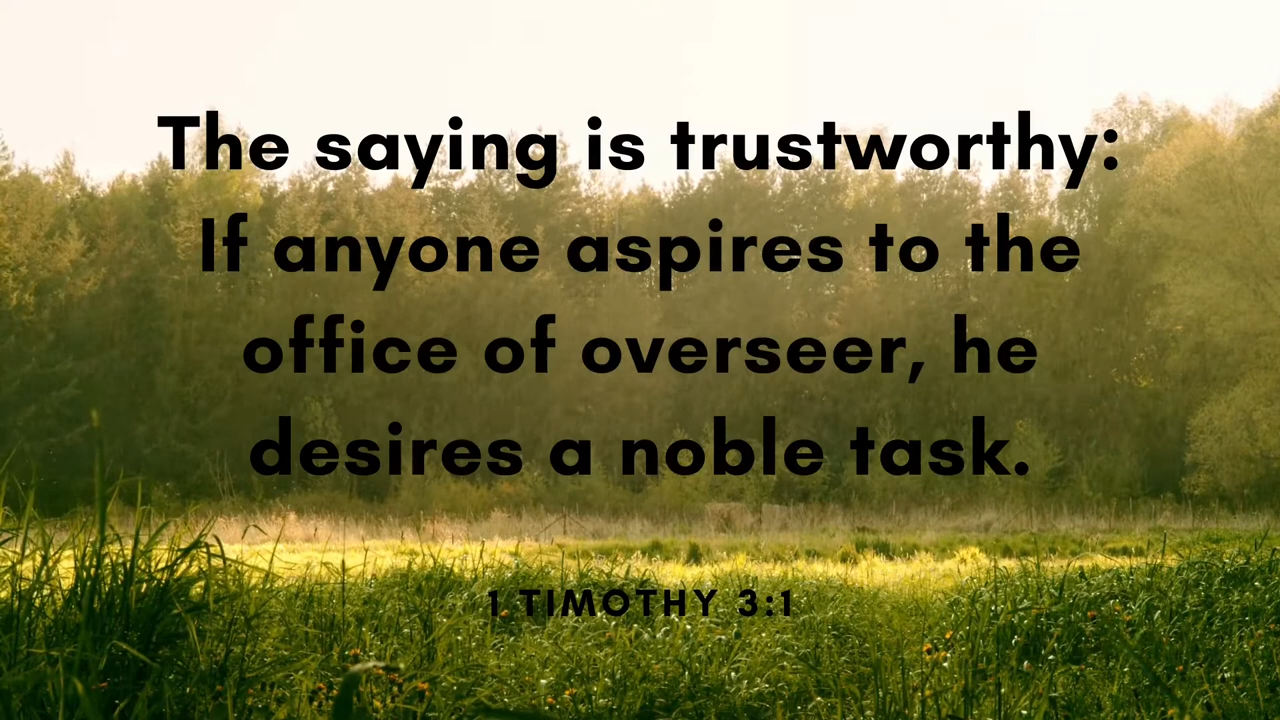 The saying is trustworthy:
If anyone aspires to the
office of overseer, he
desires a noble task.
1 TIMOTHY 3:1